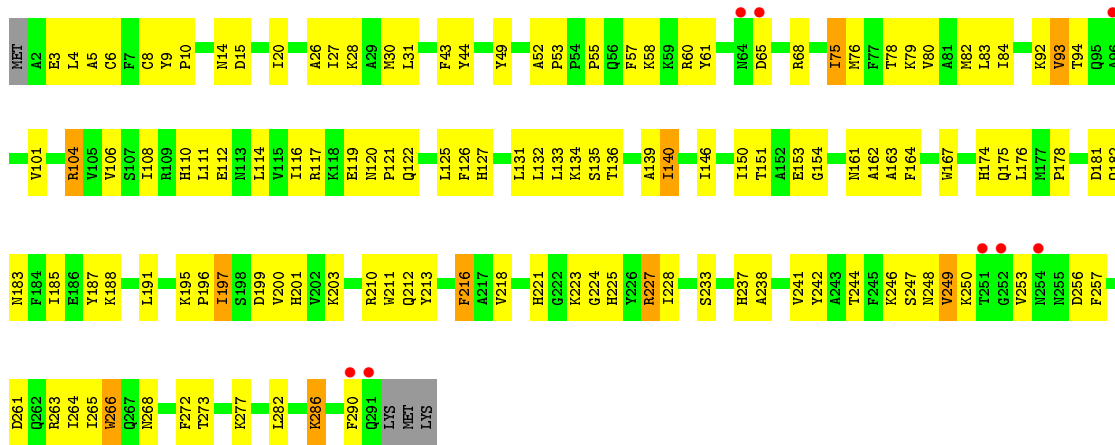 MET A2 E3 L4 A5 C6 F7 C8 Y9 P10 N14 D15 I20 A26 I27 K28 A29 M30 L31 F43 Y44 Y49 A52 P53 P54 P55 Q56 F57 K58 K59 R60 Y61 N64 D65 R68 I75 M76 F77 T78 K79 V80 A81 M82 L83 I84 K92 V93 T94 Q95 A96
V101 R104 V105 V106 S107 I108 R109 H110 L111 E112 N113 L114 V115 I116 R117 K118 E119 N120 P121 Q122 L125 F126 H127 L131 L132 L133 K134 S135 T136 A139 I140 I146 I150 T151 A152 E153 G154 N161 A162 A163 F164 W167 H174 Q175 L176 M177 P178 D181 Q182
N183 F184 I185 E186 Y187 K188 L191 K195 P196 I197 S198 D199 V200 H201 V202 K203 R210 W211 Q212 Y213 F216 A217 V218 H221 G222 K223 G224 H225 Y226 R227 I228 S233 H237 A238 V241 Y242 A243 T244 F245 K246 S247 N248 V249 K250 T251 G252 V253 N254 N255 D256 F257
D261 Q262 R263 I264 I265 W266 Q267 N268 F272 T273 K277 L282 K286 F290 Q291 LYS MET LYS